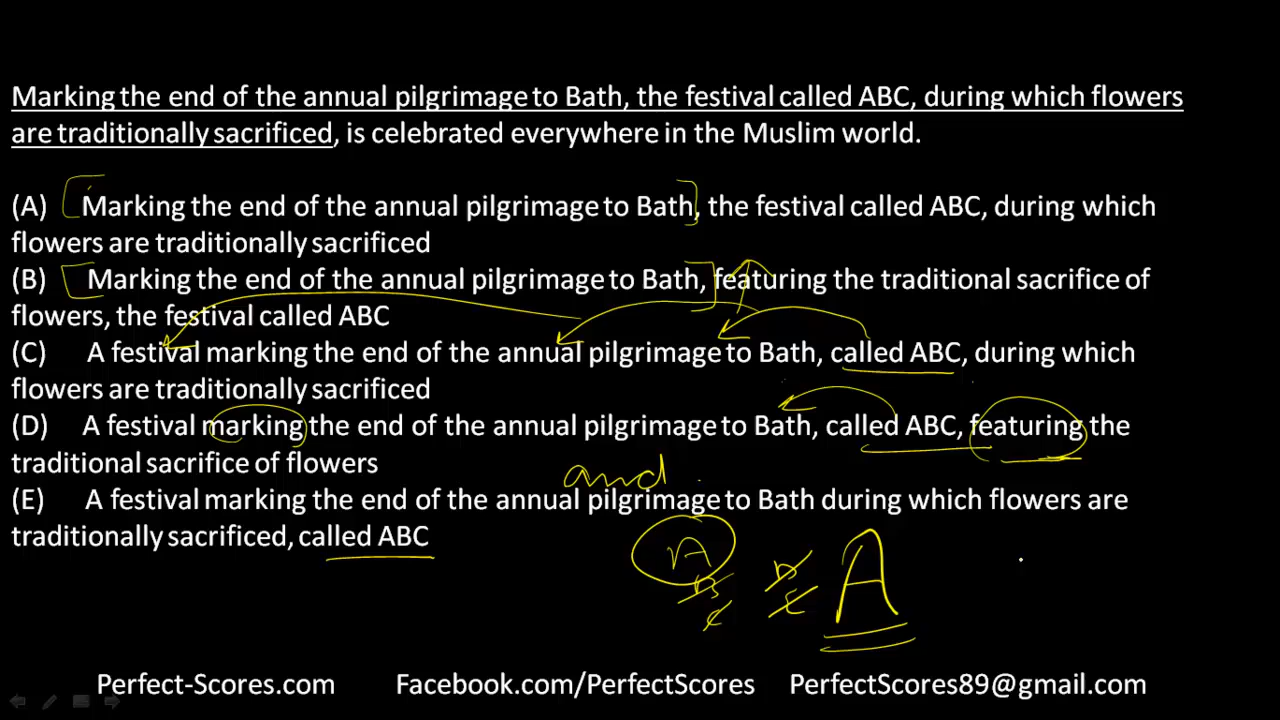 Marking the end of the annual pilgrimage to Bath, the festival called ABC, during which flowers
are traditionally sacrificed, is celebrated everywhere in the Muslim world.
(A) Marking the end of the annual pilgrimage to Bath, the festival called ABC, during which
flowers are traditionally sacrificed
(B) Marking the end of the annual pilgrimage to Bath, featuring the traditional sacrifice of
flowers, the festival called ABC
(C) A festival marking the end of the annual pilgrimage to Bath, called ABC, during which
flowers are traditionally sacrificed
(D) A festival marking the end of the annual pilgrimage to Bath, called ABC, featuring the
traditional sacrifice of flowers
and
(E) A festival marking the end of the annual pilgrimage to Bath during which flowers are
traditionally sacrificed, called ABC
A A
Perfect-Scores.com Facebook.com/PerfectScores PerfectScores89@gmail.com